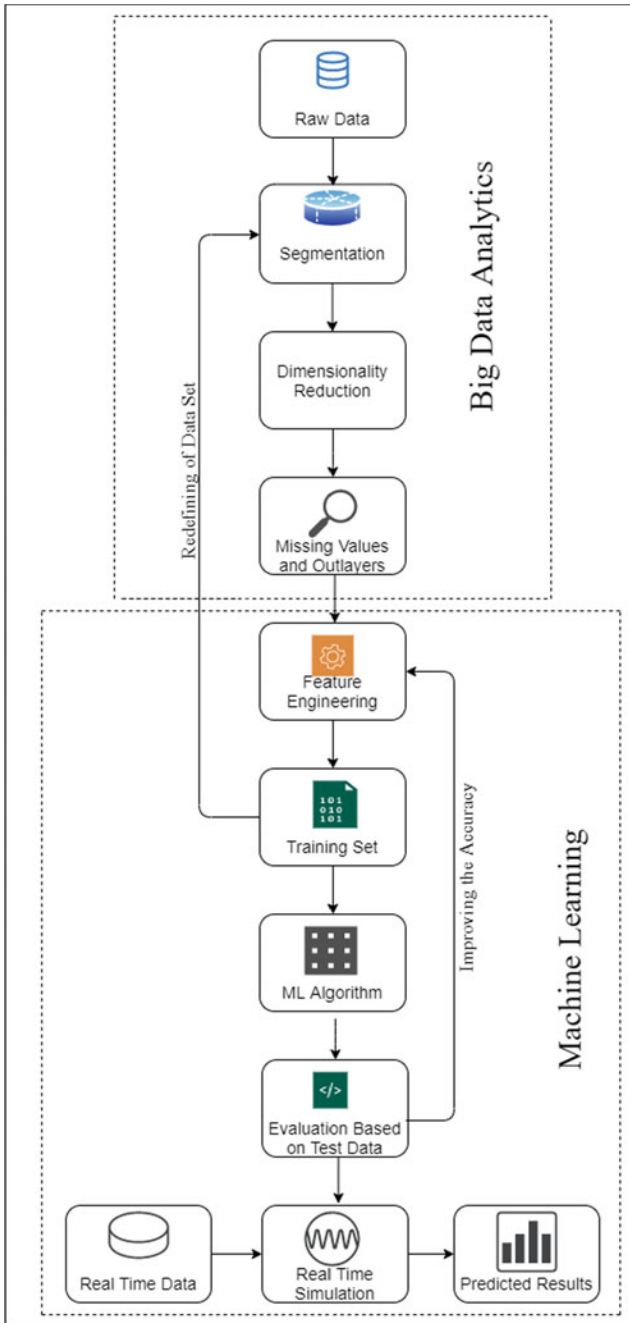 Raw Data
Segmentation
Dimensionality
Reduction
Missing Values
and Outlayers
Big Data Analytics
Redefining of Data Set
Feature
Engineering
101
010
101
Training Set
ML Algorithm
</>
Evaluation Based
on Test Data
Improving the Accuracy
Machine Learning
Real Time Data
Real Time
Simulation
Predicted Results